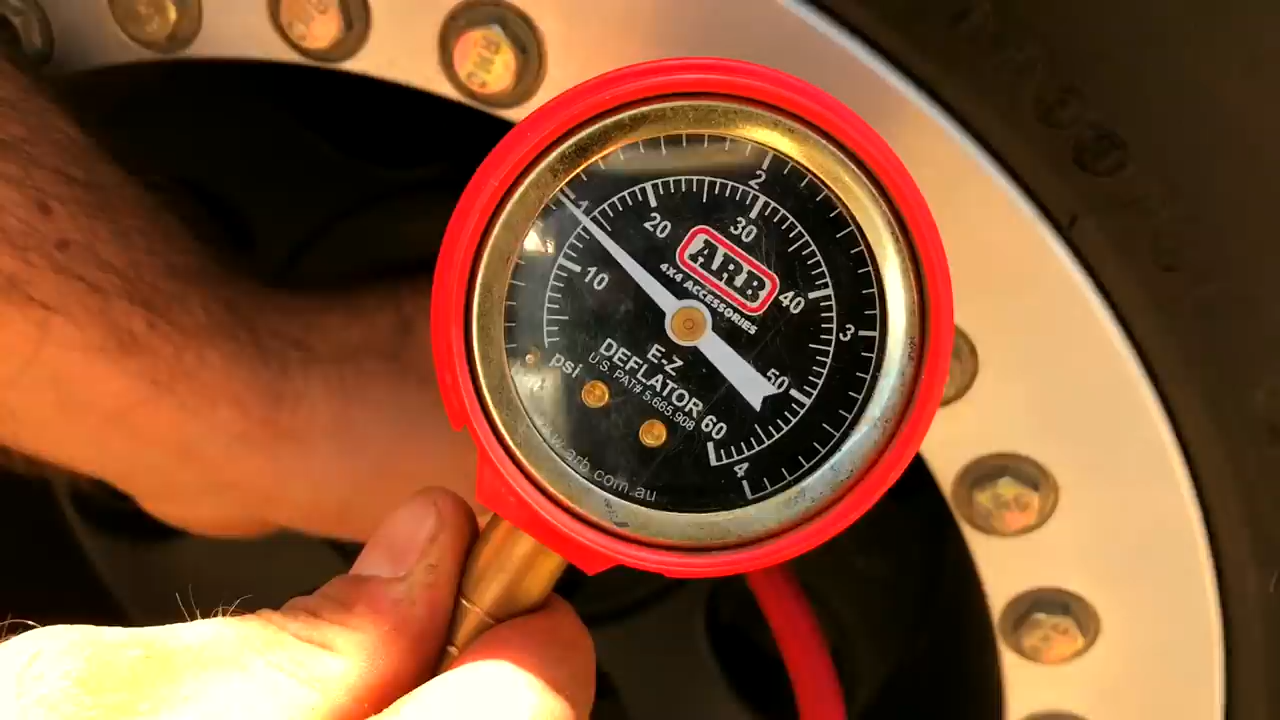 RMC
1
2
3
4
10
20
30
40
50
60
ARB
4X4 ACCESSORIES
E-Z
DEFLATOR
U.S. PAT# 5,665,908
psi
arb.com.au